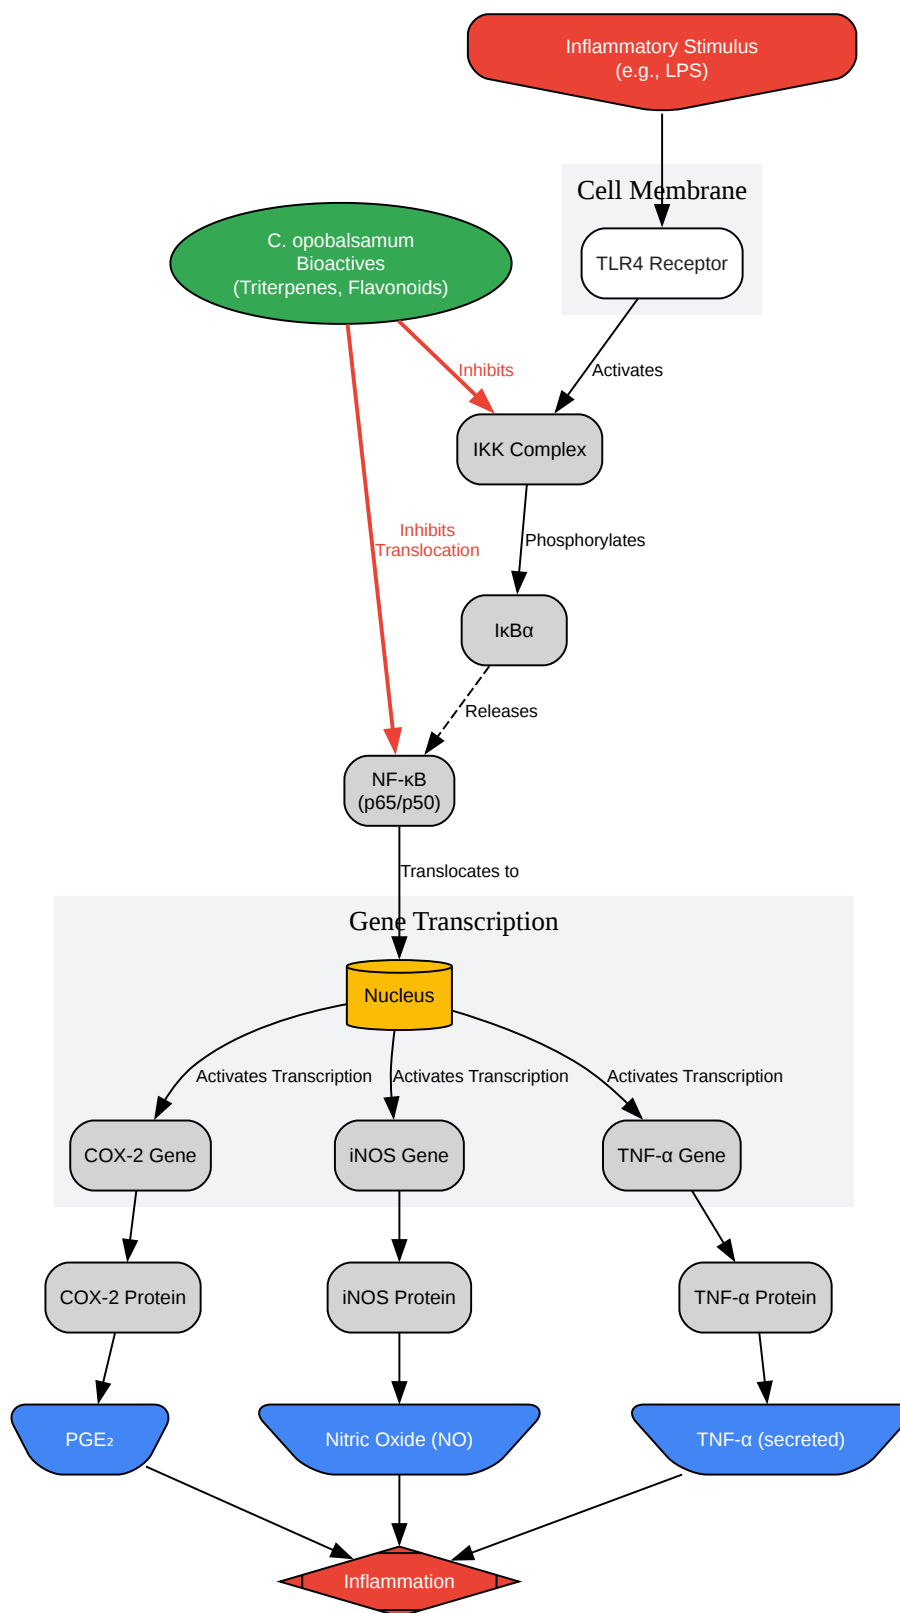 Inflammatory Stimulus
(e.g., LPS)
Cell Membrane
TLR4 Receptor
C. opobalsamum
Bioactives
(Triterpenes, Flavonoids)
Inhibits
Activates
IKK Complex
Inhibits
Translocation
Phosphorylates
IκBα
Releases
NF-κB
(p65/p50)
Translocates to
Gene Transcription
Nucleus
Activates Transcription
Activates Transcription
Activates Transcription
COX-2 Gene
iNOS Gene
TNF-α Gene
COX-2 Protein
iNOS Protein
TNF-α Protein
PGE₂
Nitric Oxide (NO)
TNF-α (secreted)
Inflammation